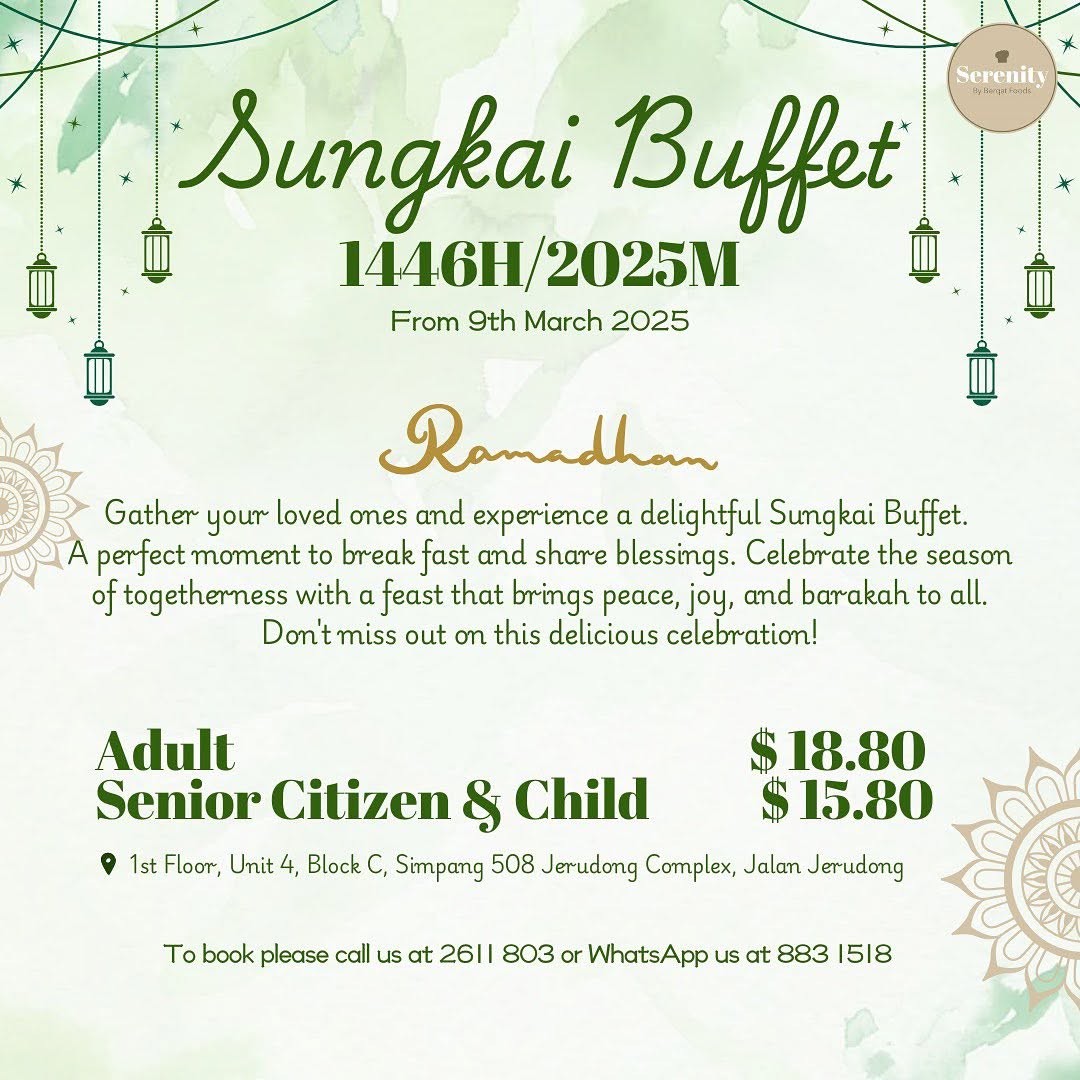 Serenity
By Berqat Foods
Sungkai Buffet
1446H/2025M
From 9th March 2025
Ramadhan
Gather your loved ones and experience a delightful Sungkai Buffet.
A perfect moment to break fast and share blessings. Celebrate the season
of togetherness with a feast that brings peace, joy, and barakah to all.
Don't miss out on this delicious celebration!
Adult $ 18.80
Senior Citizen & Child $ 15.80
1st Floor, Unit 4, Block C, Simpang 508 Jerudong Complex, Jalan Jerudong
To book please call us at 2611 803 or WhatsApp us at 883 1518